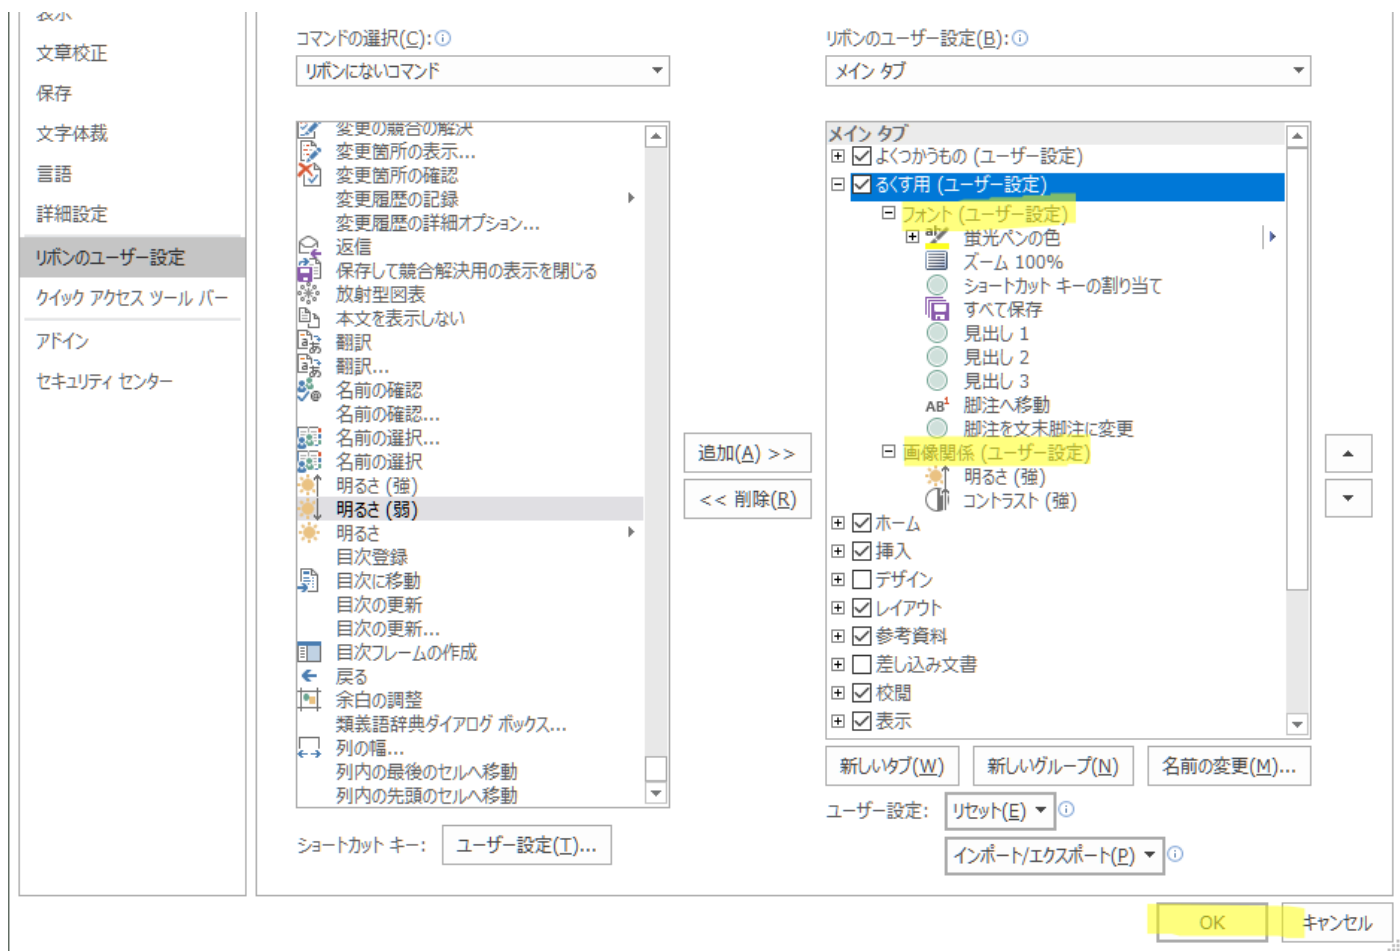 表示
文章校正
保存
文字体裁
言語
詳細設定
リボンのユーザー設定
クイック アクセス ツール バー
アドイン
セキュリティ センター
コマンドの選択(C):
リボンにないコマンド
変更の競合の解決
変更箇所の表示...
変更箇所の確認
変更履歴の記録
変更履歴の詳細オプション...
返信
保存して競合解決用の表示を閉じる
放射型図表
本文を表示しない
翻訳
翻訳...
名前の確認
名前の確認...
名前の選択...
名前の選択
明るさ (強)
明るさ (弱)
明るさ
目次登録
目次に移動
目次の更新
目次の更新...
目次フレームの作成
戻る
余白の調整
類義語辞典ダイアログ ボックス...
列の幅...
列内の最後のセルへ移動
列内の先頭のセルへ移動
ショートカット キー:
ユーザー設定(T)...
追加(A) >>
<< 削除(R)
リボンのユーザー設定(B):
メイン タブ
メイン タブ
よくつかうもの (ユーザー設定)
るくす用 (ユーザー設定)
フォント (ユーザー設定)
蛍光ペンの色
ズーム 100%
ショートカット キーの割り当て
すべて保存
見出し 1
見出し 2
見出し 3
AB1 脚注へ移動
脚注を文末脚注に変更
画像関係 (ユーザー設定)
明るさ (強)
コントラスト (強)
ホーム
挿入
デザイン
レイアウト
参考資料
差し込み文書
校閲
表示
新しいタブ(W)
新しいグループ(N)
名前の変更(M)...
ユーザー設定:
リセット(E)
インポート/エクスポート(P)
OK
キャンセル